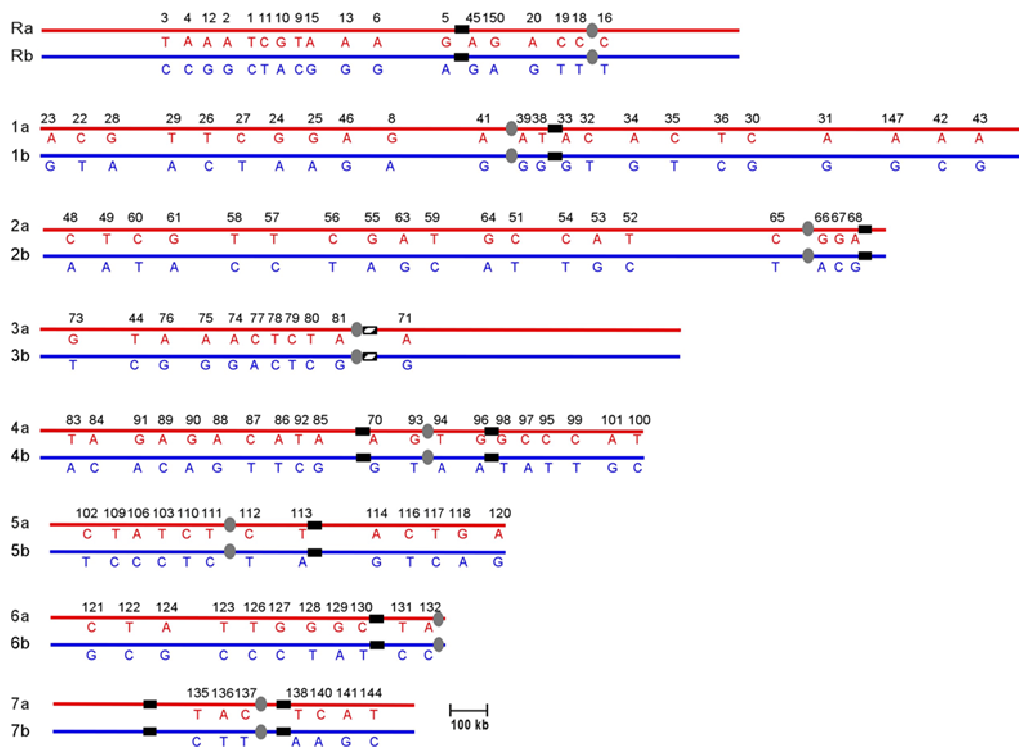 3 4 12 2 1 11 10 9 15 13 6 5 45 150 20 19 18 16
Ra
T A A A T C G T A A A G A G A C C C
Rb
C C G G C T A C G G G A G A G T T T
23 22 28 29 26 27 24 25 46 8 41 39 38 33 32 34 35 36 30 31 147 42 43
1a
A C G T T C G G A G A A T A C A C T C A A A A
1b
G T A A C T A A G A G G G G T G T C G G G C G
48 49 60 61 58 57 56 55 63 59 64 51 54 53 52 65 66 67 68
2a
C T C G T T C G A T G C C A T C G G A
2b
A A T A C C T A G C A T T G C T A C G
73 44 76 75 74 77 78 79 80 81 71
3a
G T A A A C T C T A A
3b
T C G G G A C T C G G
83 84 91 89 90 88 87 86 92 85 70 93 94 96 98 97 95 99 101 100
4a
T A G A G A C A T A A G T G G C C C A T
4b
A C A C A G T T C G G T A A T A T T G C
102 109 106 103 110 111 112 113 114 116 117 118 120
5a
C T A T C T C T A C T G A
5b
T C C C T C T A G T C A G
121 122 124 123 126 127 128 129 130 131 132
6a
C T A T T G G G C T A
6b
G C G C C C T A T C C
135 136 137 138 140 141 144
7a
T A C T C A T
100 kb
7b
C T T A A G C